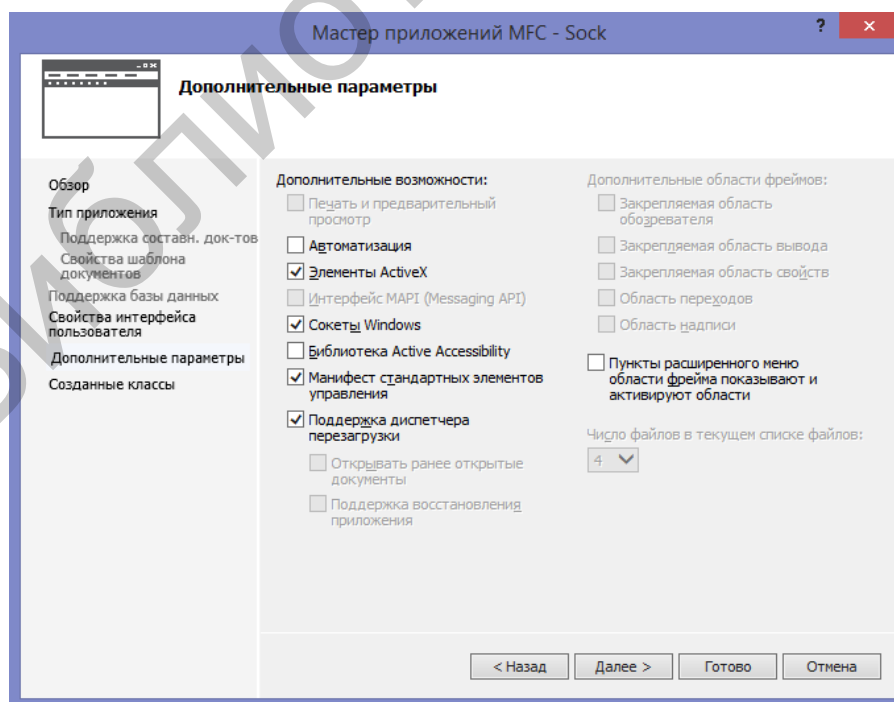 Мастер приложений MFC - Sock
?
Дополнительные параметры
Обзор
Тип приложения
Поддержка составн. док-тов
Свойства шаблона
документов
Поддержка базы данных
Свойства интерфейса
пользователя
Дополнительные параметры
Созданные классы
Дополнительные возможности:
Печать и предварительный
просмотр
Автоматизация
Элементы ActiveX
Интерфейс MAPI (Messaging API)
Сокеты Windows
Библиотека Active Accessibility
Манифест стандартных элементов
управления
Поддержка диспетчера
перезагрузки
Открывать ранее открытые
документы
Поддержка восстановления
приложения
Дополнительные области фреймов:
Закрепляемая область
обозревателя
Закрепляемая область вывода
Закрепляемая область свойств
Область переходов
Область надписи
Пункты расширенного меню
области фрейма показывают и
активируют области
Число файлов в текущем списке файлов:
4
< Назад
Далее >
Готово
Отмена